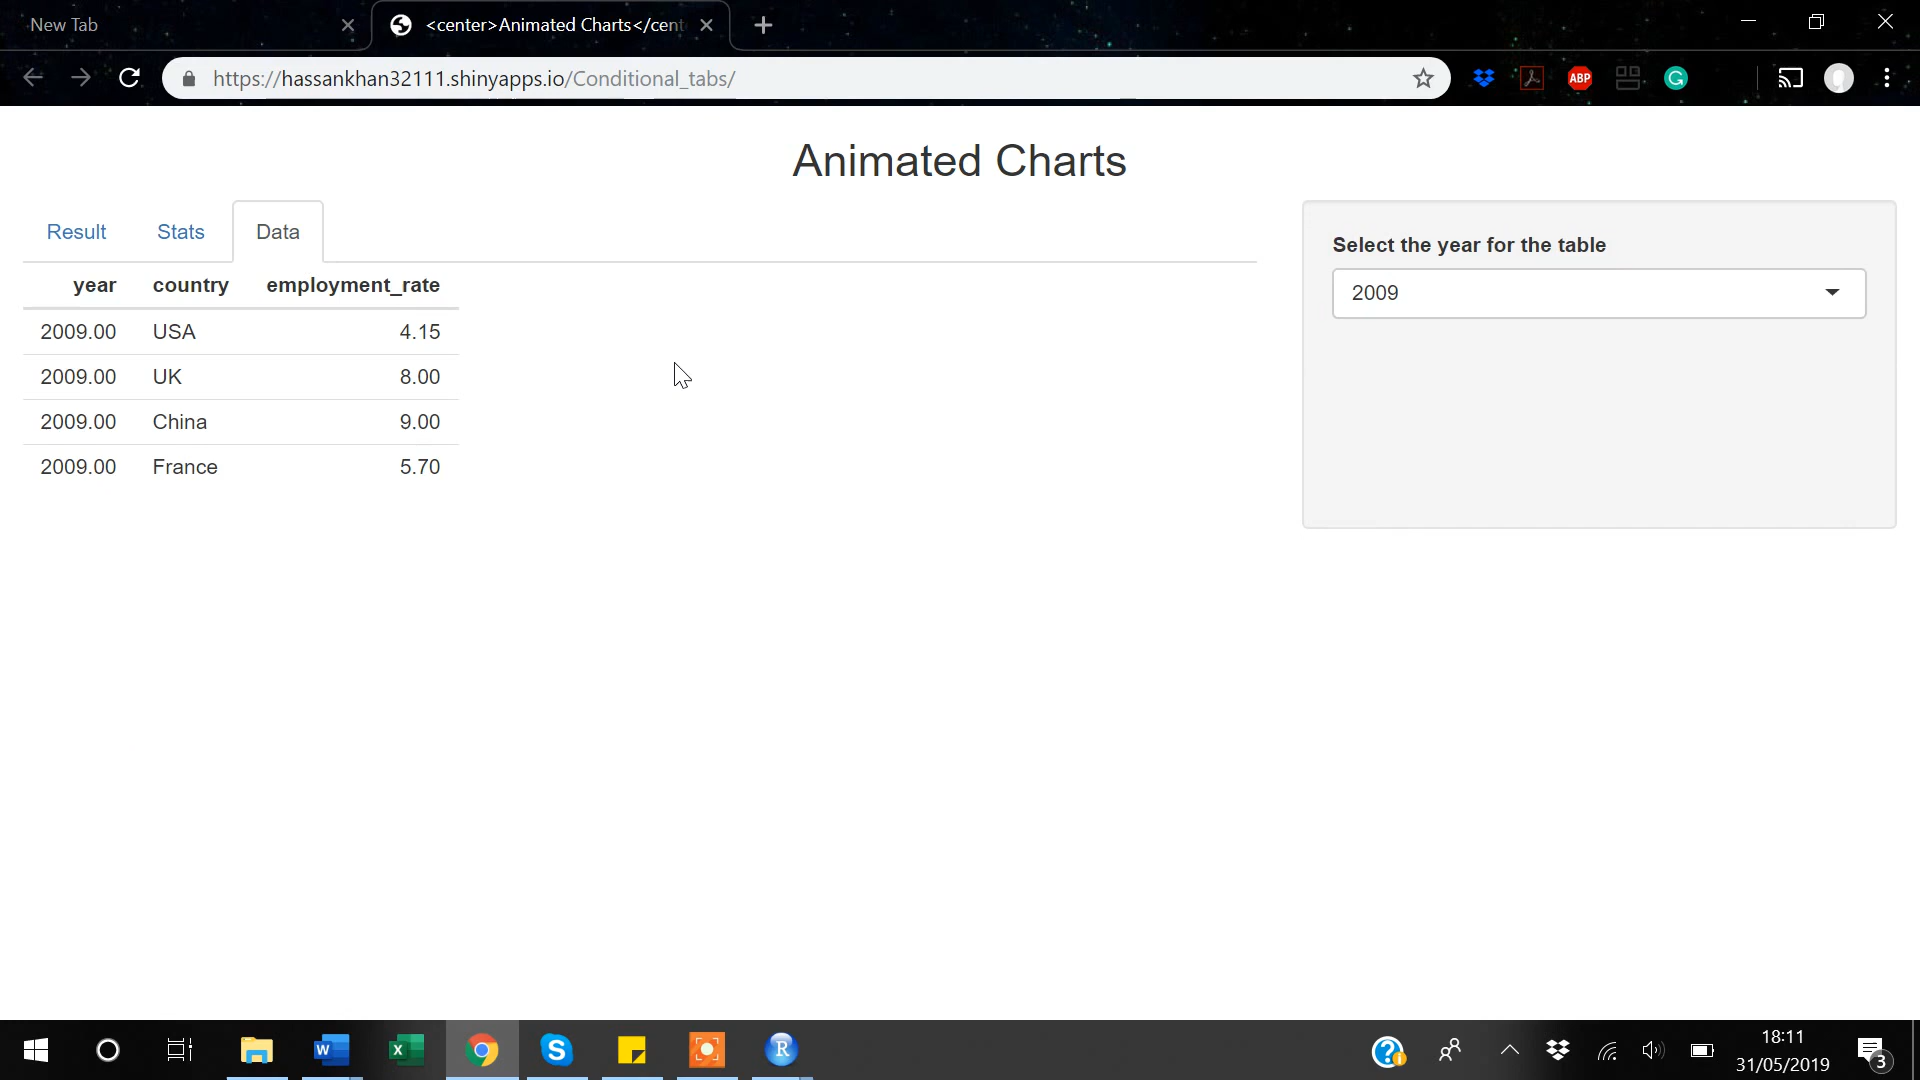 New Tab
<center>Animated Charts</cent
https://hassankhan32111.shinyapps.io/Conditional_tabs/
ABP
G
Animated Charts
Result Stats Data
year country employment_rate
2009.00 USA 4.15
2009.00 UK 8.00
2009.00 China 9.00
2009.00 France 5.70
Select the year for the table
2009
W
X
S
R
?
18:11
31/05/2019
3